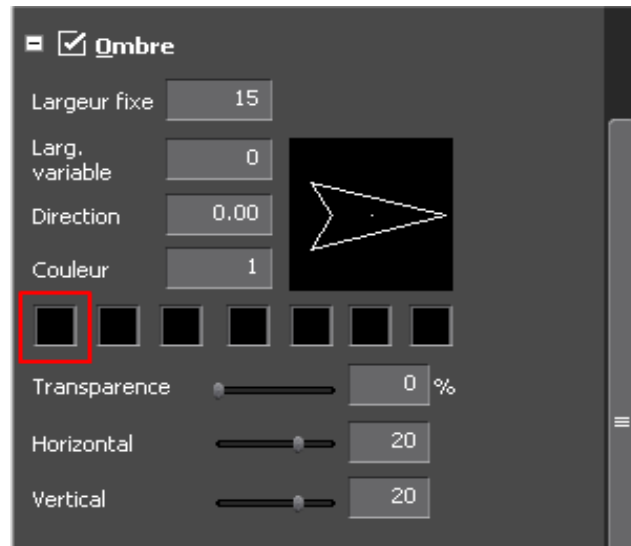 Ombre
Largeur fixe 15
Larg.
variable 0
Direction 0.00
Couleur 1
Transparence 0 %
Horizontal 20
Vertical 20